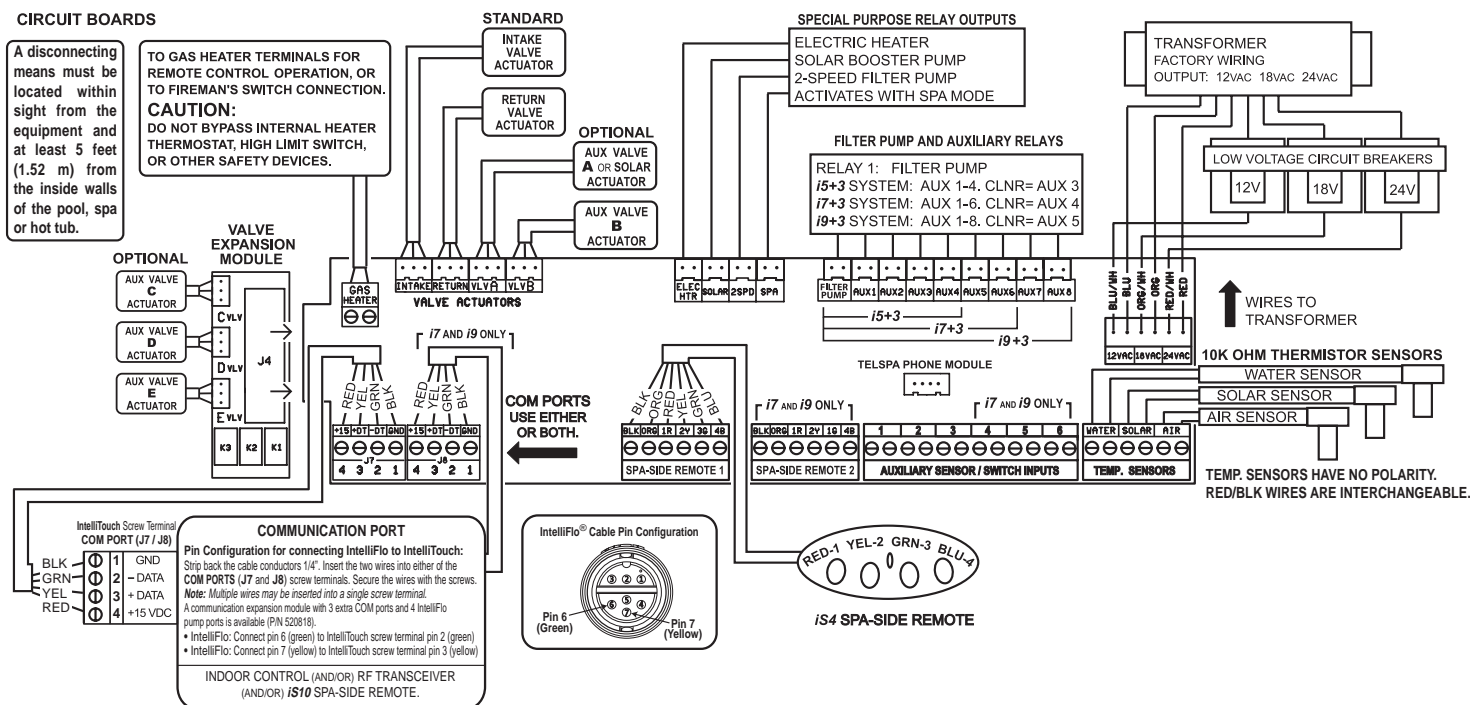 CIRCUIT BOARDS
A disconnecting
means must be
located within
sight from the
equipment and
at least 5 feet
(1.52 m) from
the inside walls
of the pool, spa
or hot tub.
TO GAS HEATER TERMINALS FOR
REMOTE CONTROL OPERATION, OR
TO FIREMAN'S SWITCH CONNECTION.
CAUTION:
DO NOT BYPASS INTERNAL HEATER
THERMOSTAT, HIGH LIMIT SWITCH,
OR OTHER SAFETY DEVICES.
STANDARD
INTAKE
VALVE
ACTUATOR
RETURN
VALVE
ACTUATOR
OPTIONAL
AUX VALVE
A OR SOLAR
ACTUATOR
AUX VALVE
B
ACTUATOR
SPECIAL PURPOSE RELAY OUTPUTS
ELECTRIC HEATER
SOLAR BOOSTER PUMP
2-SPEED FILTER PUMP
ACTIVATES WITH SPA MODE
FILTER PUMP AND AUXILIARY RELAYS
RELAY 1: FILTER PUMP
i5+3 SYSTEM: AUX 1-4. CLNR= AUX 3
i7+3 SYSTEM: AUX 1-6. CLNR= AUX 4
i9+3 SYSTEM: AUX 1-8. CLNR= AUX 5
TRANSFORMER
FACTORY WIRING
OUTPUT: 12VAC 18VAC 24VAC
LOW VOLTAGE CIRCUIT BREAKERS
12V 18V 24V
VALVE
EXPANSION
MODULE
OPTIONAL
AUX VALVE
C
ACTUATOR
AUX VALVE
D
ACTUATOR
AUX VALVE
E
ACTUATOR
C VLV
D VLV
E VLV
J4
K3 K2 K1
GAS
HEATER
INTAKE RETURN VLV A VLV B
VALVE ACTUATORS
ELEC
HTR SOLAR 2SPD SPA
FILTER
PUMP AUX1 AUX2 AUX3 AUX4 AUX5 AUX6 AUX7 AUX8
i5+3
i7+3
i9+3
BLU/WH BLU ORG/WH ORG RED/WH RED
12VAC 18VAC 24VAC
WIRES TO
TRANSFORMER
10K OHM THERMISTOR SENSORS
WATER SENSOR
SOLAR SENSOR
AIR SENSOR
TEMP. SENSORS HAVE NO POLARITY.
RED/BLK WIRES ARE INTERCHANGEABLE.
TELSPA PHONE MODULE
i7 AND i9 ONLY
RED YEL GRN BLK
RED YEL GRN BLK
+15 +DT -DT GND
J7
4 3 2 1
+15 +DT -DT GND
J8
4 3 2 1
COM PORTS
USE EITHER
OR BOTH.
BLK ORG RED YEL GRN BLU
BLK ORG 1R 2Y 3G 4B
SPA-SIDE REMOTE 1
i7 AND i9 ONLY
BLK ORG 1R 2Y 1G 4B
SPA-SIDE REMOTE 2
i7 AND i9 ONLY
1 2 3 4 5 6
AUXILIARY SENSOR / SWITCH INPUTS
WATER SOLAR AIR
TEMP. SENSORS
IntelliTouch Screw Terminal
COM PORT (J7 / J8)
BLK 1 GND
GRN 2 – DATA
YEL 3 + DATA
RED 4 +15 VDC
COMMUNICATION PORT
Pin Configuration for connecting IntelliFlo to IntelliTouch:
Strip back the cable conductors 1/4". Insert the two wires into either of the
COM PORTS (J7 and J8) screw terminals. Secure the wires with the screws.
Note: Multiple wires may be inserted into a single screw terminal.
A communication expansion module with 3 extra COM ports and 4 IntelliFlo
pump ports is available (P/N 520818).
• IntelliFlo: Connect pin 6 (green) to IntelliTouch screw terminal pin 2 (green)
• IntelliFlo: Connect pin 7 (yellow) to IntelliTouch screw terminal pin 3 (yellow)
INDOOR CONTROL (AND/OR) RF TRANSCEIVER
(AND/OR) iS10 SPA-SIDE REMOTE.
IntelliFlo® Cable Pin Configuration
3 2 1
6 5 4
7
Pin 6
(Green)
Pin 7
(Yellow)
RED-1 YEL-2 GRN-3 BLU-4
iS4 SPA-SIDE REMOTE